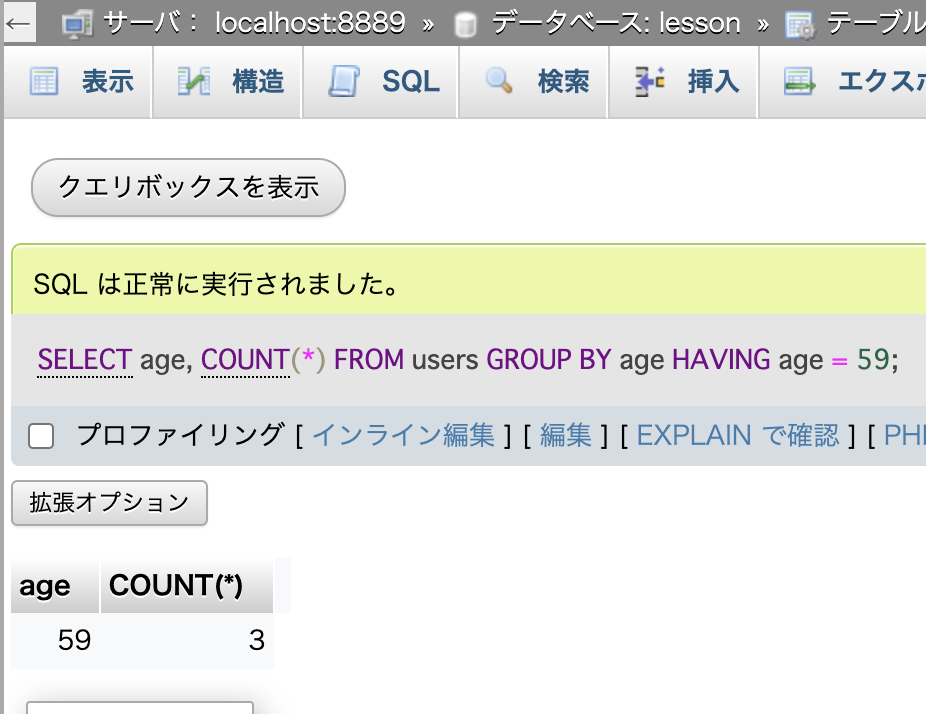 ← サーバ： localhost:8889 » データベース: lesson » テーブル
表示 構造 SQL 検索 挿入 エクスポ
クエリボックスを表示
SQL は正常に実行されました。
SELECT age, COUNT(*) FROM users GROUP BY age HAVING age = 59;
プロファイリング [ インライン編集 ] [ 編集 ] [ EXPLAIN で確認 ] [ PH
拡張オプション
age COUNT(*)
59 3